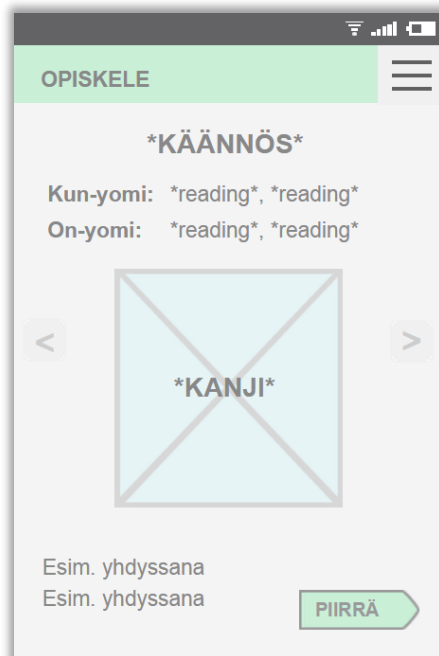 OPISKELE
*KÄÄNNÖS*
Kun-yomi: *reading*, *reading*
On-yomi: *reading*, *reading*
< >
*KANJI*
Esim. yhdyssana
Esim. yhdyssana
PIIRRÄ